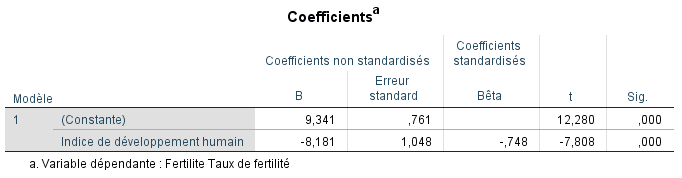 Coefficientsa
Coefficients non standardisés Coefficients standardisés
Modèle B Erreur standard Bêta t Sig.
1 (Constante) 9,341 ,761 12,280 ,000
Indice de développement humain -8,181 1,048 -,748 -7,808 ,000
a. Variable dépendante : Fertilite Taux de fertilité